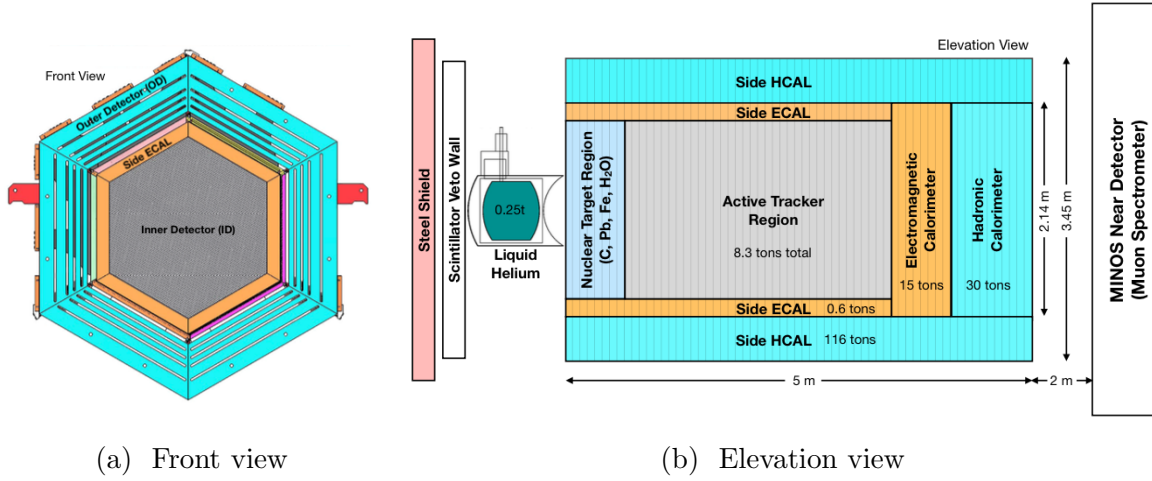 Front View
Outer Detector (OD)
Side ECAL
Inner Detector (ID)
(a) Front view
Elevation View
Steel Shield
Scintillator Veto Wall
0.25t
Liquid
Helium
Side HCAL
Side ECAL
Nuclear Target Region
(C, Pb, Fe, H₂O)
Active Tracker
Region
8.3 tons total
Electromagnetic
Calorimeter
15 tons
Hadronic
Calorimeter
30 tons
Side ECAL 0.6 tons
Side HCAL 116 tons
2.14 m
3.45 m
5 m
2 m
MINOS Near Detector
(Muon Spectrometer)
(b) Elevation view